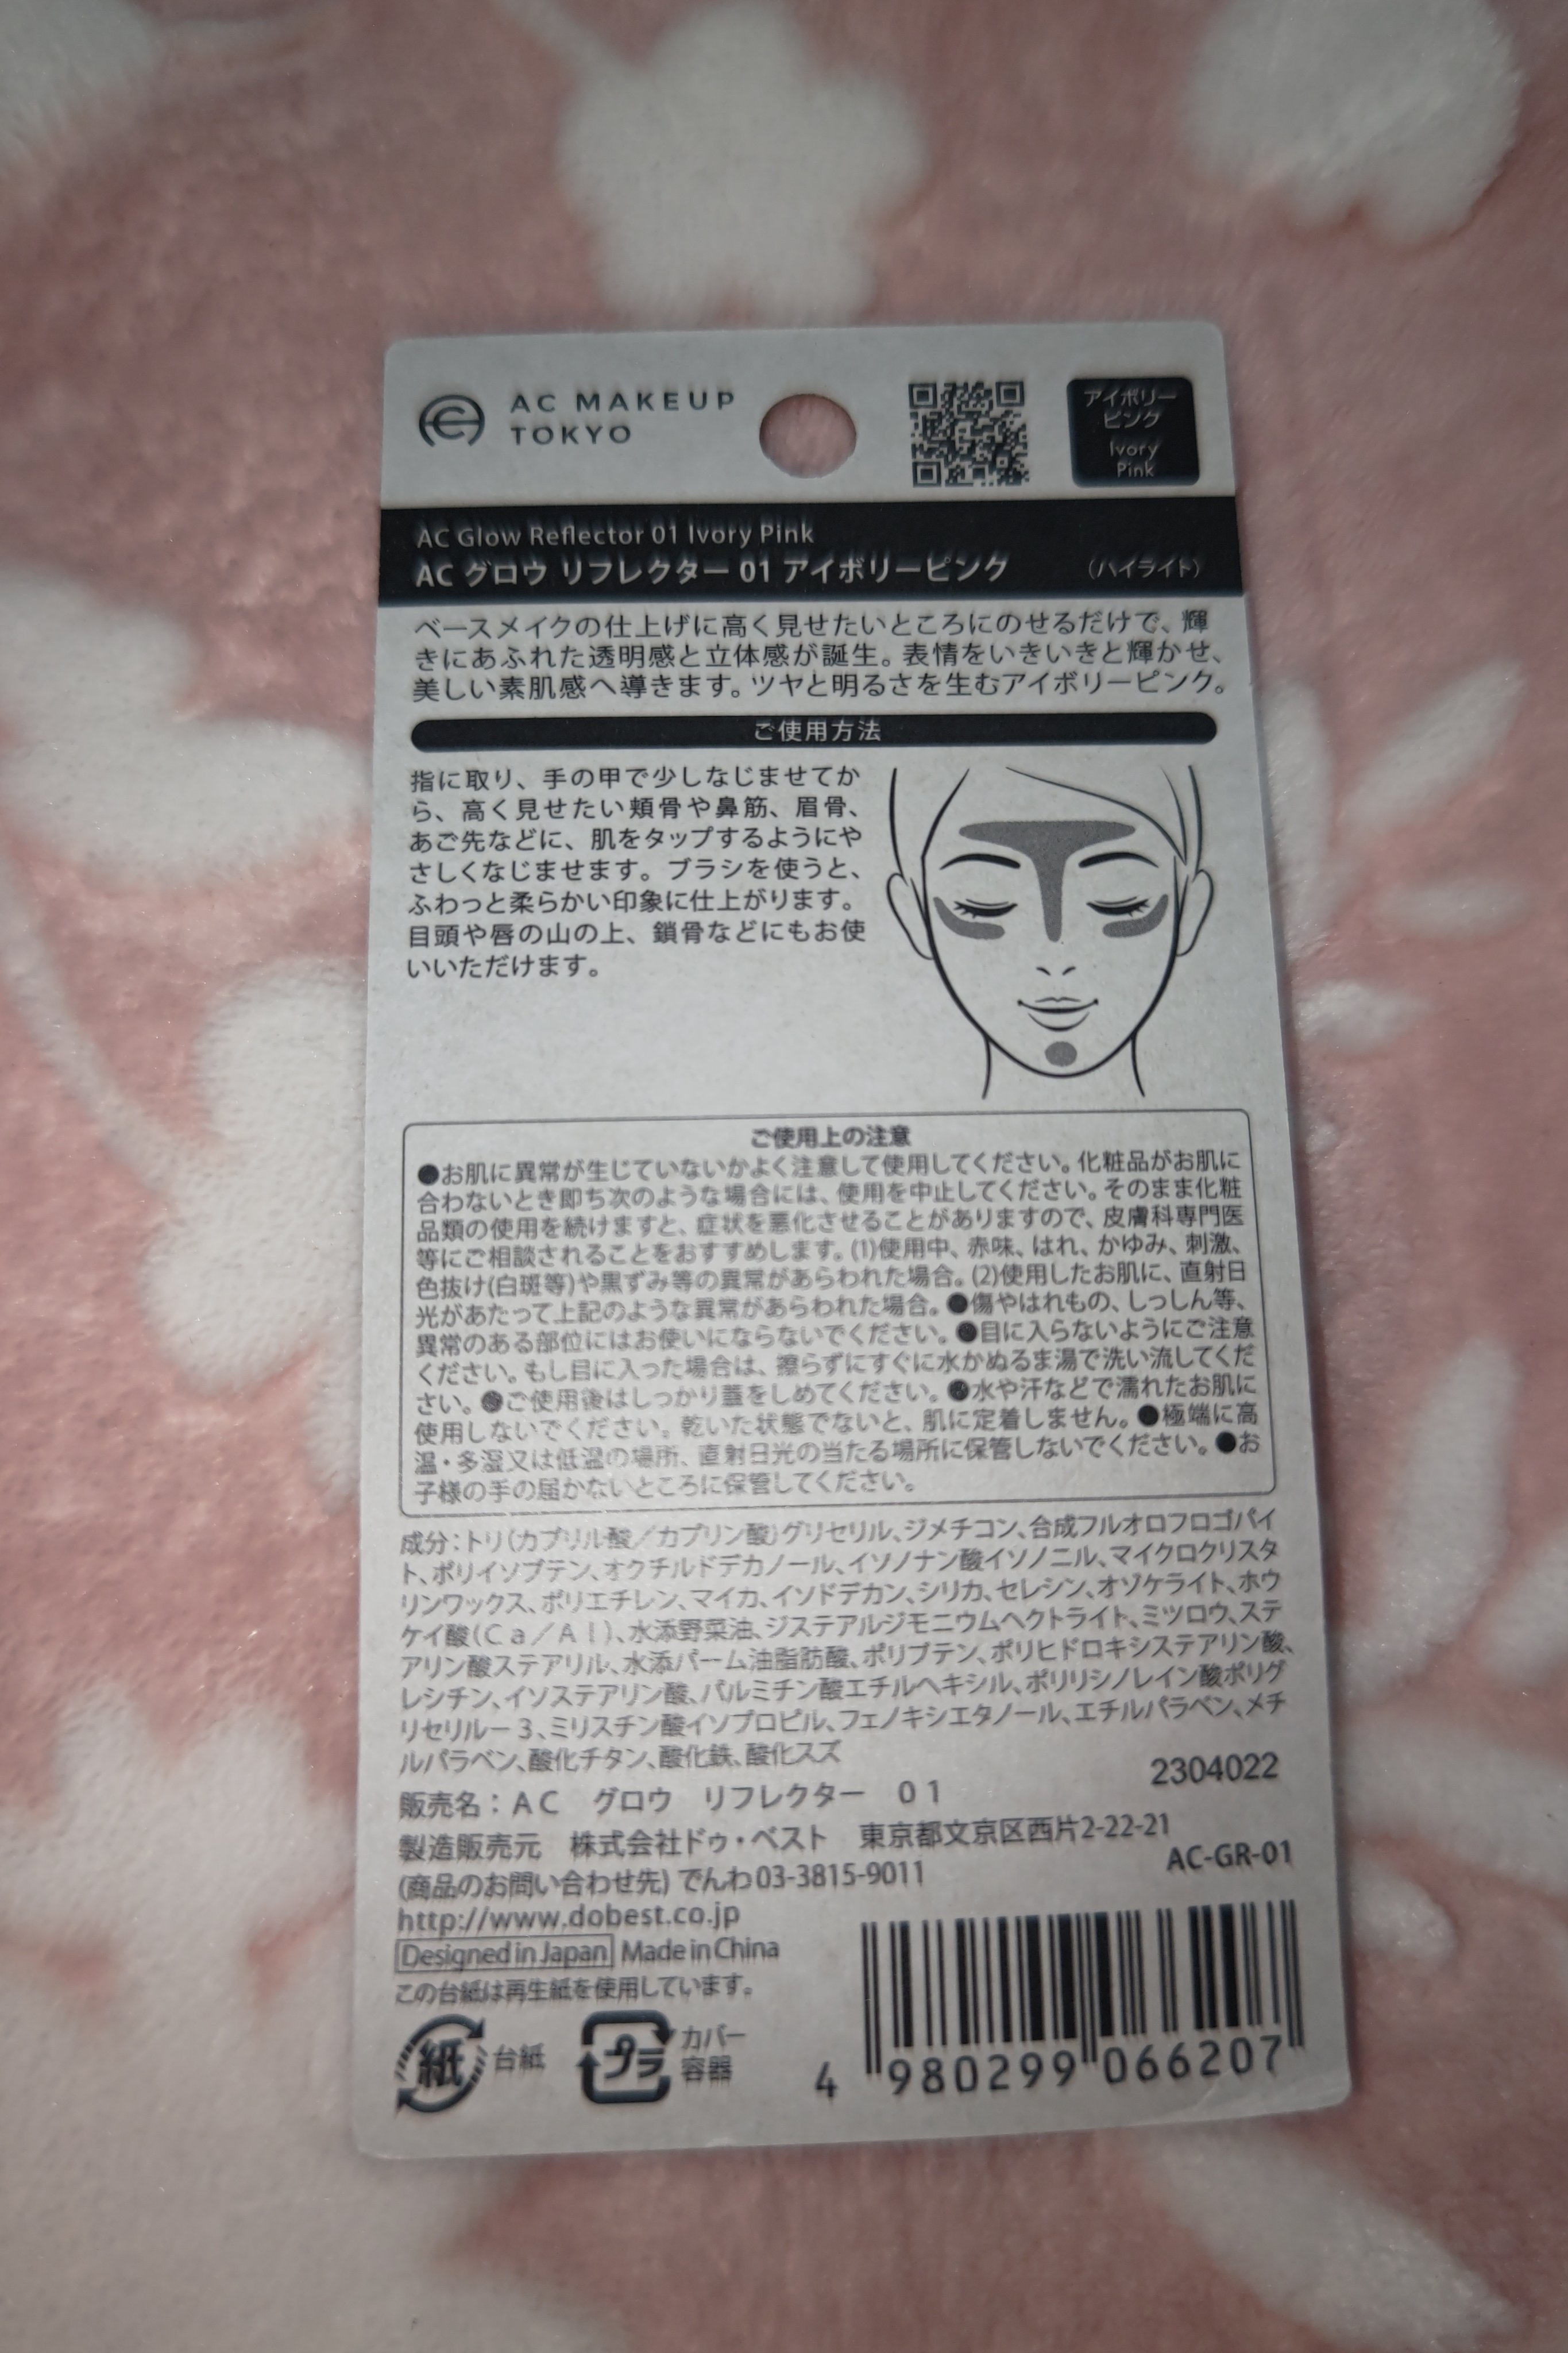 AC MAKEUP
TOKYO
アイボリー
ピンク
Ivory
Pink
AC Glow Reflector 01 Ivory Pink
AC グロウ リフレクター 01 アイボリーピンク （ハイライト）
ベースメイクの仕上げに高く見せたいところにのせるだけで、輝
きにあふれた透明感と立体感が誕生。表情をいきいきと輝かせ、
美しい素肌感へ導きます。ツヤと明るさを生むアイボリーピンク。
ご使用方法
指に取り、手の甲で少しなじませてか
ら、高く見せたい頬骨や鼻筋、眉骨、
あご先などに、肌をタップするようにや
さしくなじませます。ブラシを使うと、
ふわっと柔らかい印象に仕上がります。
目頭や唇の山の上、鎖骨などにもお使
いいただけます。
ご使用上の注意
●お肌に異常が生じていないかよく注意して使用してください。化粧品がお肌に
合わないとき即ち次のような場合には、使用を中止してください。そのまま化粧
品類の使用を続けますと、症状を悪化させることがありますので、皮膚科専門医
等にご相談されることをおすすめします。(1)使用中、赤味、はれ、かゆみ、刺激、
色抜け(白斑等)や黒ずみ等の異常があらわれた場合。(2)使用したお肌に、直射日
光があたって上記のような異常があらわれた場合。●傷やはれもの、しっしん等、
異常のある部位にはお使いにならないでください。●目に入らないようにご注意
ください。もし目に入った場合は、擦らずにすぐに水かぬるま湯で洗い流してくだ
さい。●ご使用後はしっかり蓋をしめてください。●水や汗などで濡れたお肌に
使用しないでください。乾いた状態でないと、肌に定着しません。●極端に高
温・多湿又は低温の場所、直射日光の当たる場所に保管しないでください。●お
子様の手の届かないところに保管してください。
成分：トリ（カプリル酸／カプリン酸）グリセリル、ジメチコン、合成フルオロフロゴパイ
ト、ポリイソブテン、オクチルドデカノール、イソノナン酸イソノニル、マイクロクリスタ
リンワックス、ポリエチレン、マイカ、イソドデカン、シリカ、セレシン、オゾケライト、ホウ
ケイ酸（Ｃａ／Ａｌ）、水添野菜油、ジステアルジモニウムヘクトライト、ミツロウ、ステ
アリン酸ステアリル、水添パーム油脂肪酸、ポリブテン、ポリヒドロキシステアリン酸、
レシチン、イソステアリン酸、パルミチン酸エチルヘキシル、ポリリシノレイン酸ポリグ
リセリル－３、ミリスチン酸イソプロピル、フェノキシエタノール、エチルパラベン、メチ
ルパラベン、酸化チタン、酸化鉄、酸化スズ
2304022
販売名：ＡＣ　グロウ　リフレクター　０１
製造販売元　株式会社ドゥ・ベスト　東京都文京区西片2-22-21
(商品のお問い合わせ先) でんわ 03-3815-9011
AC-GR-01
http://www.dobest.co.jp
Designed in Japan Made in China
この台紙は再生紙を使用しています。
紙 台紙 プラ カバー
容器
4 980299 066207